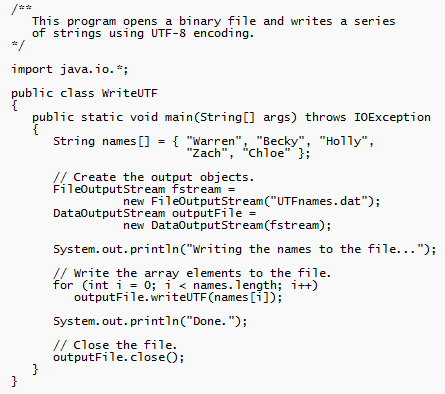 /**
   This program opens a binary file and writes a series
   of strings using UTF-8 encoding.
*/
import java.io.*;
public class WriteUTF
{
   public static void main(String[] args) throws IOException
   {
      String names[] = { "Warren", "Becky", "Holly",
                         "Zach", "Chloe" };
      // Create the output objects.
      FileOutputStream fstream =
                new FileOutputStream("UTFnames.dat");
      DataOutputStream outputFile =
                new DataOutputStream(fstream);
      System.out.println("Writing the names to the file...");
      // Write the array elements to the file.
      for (int i = 0; i < names.length; i++)
         outputFile.writeUTF(names[i]);
      System.out.println("Done.");
      // Close the file.
      outputFile.close();
   }
}